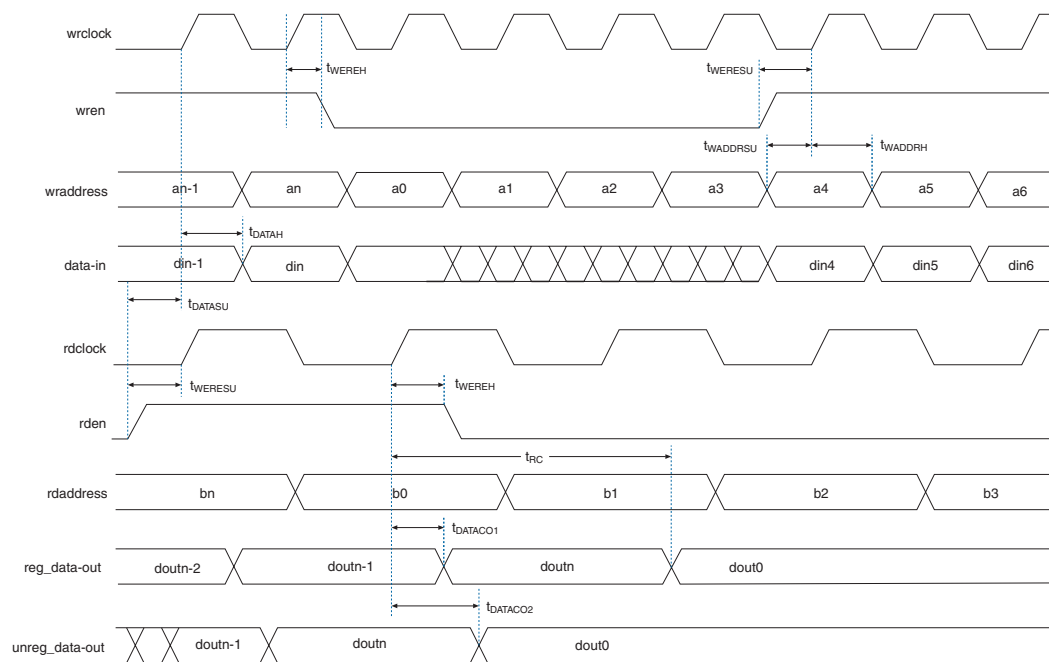 wrclock
tWEREH
tWERESU
wren
tWADDRSU
tWADDRH
wraddress an-1 an a0 a1 a2 a3 a4 a5 a6
tDATAH
data-in din-1 din din4 din5 din6
tDATASU
rdclock
tWERESU
tWEREH
rden
tRC
rdaddress bn b0 b1 b2 b3
tDATACO1
reg_data-out doutn-2 doutn-1 doutn dout0
tDATACO2
unreg_data-out doutn-1 doutn dout0